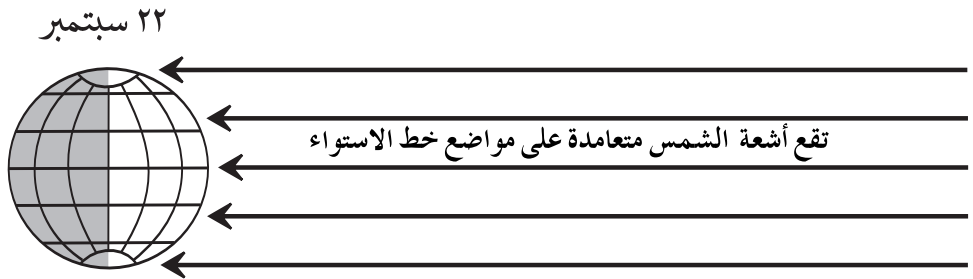 ٢٢ سبتمبر
تقع أشعة الشمس متعامدة على مواضع خط الاستواء